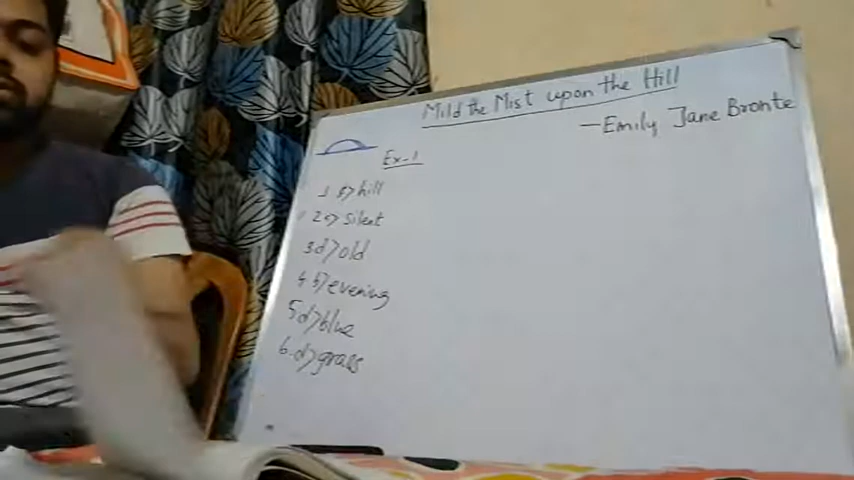 Mild the Mist upon the Hill
- Emily Jane Bronte
Ex-1
1 b> hill
2 c> silent
3 d> old
4 b> evening
5 d> blue
6. d> grass